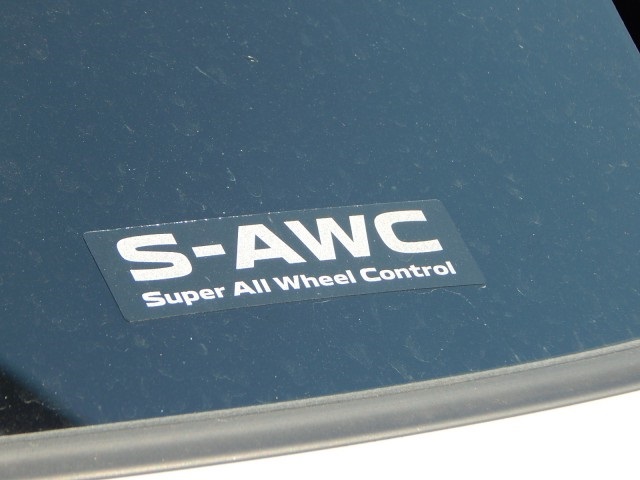 S-AWC
Super All Wheel Control